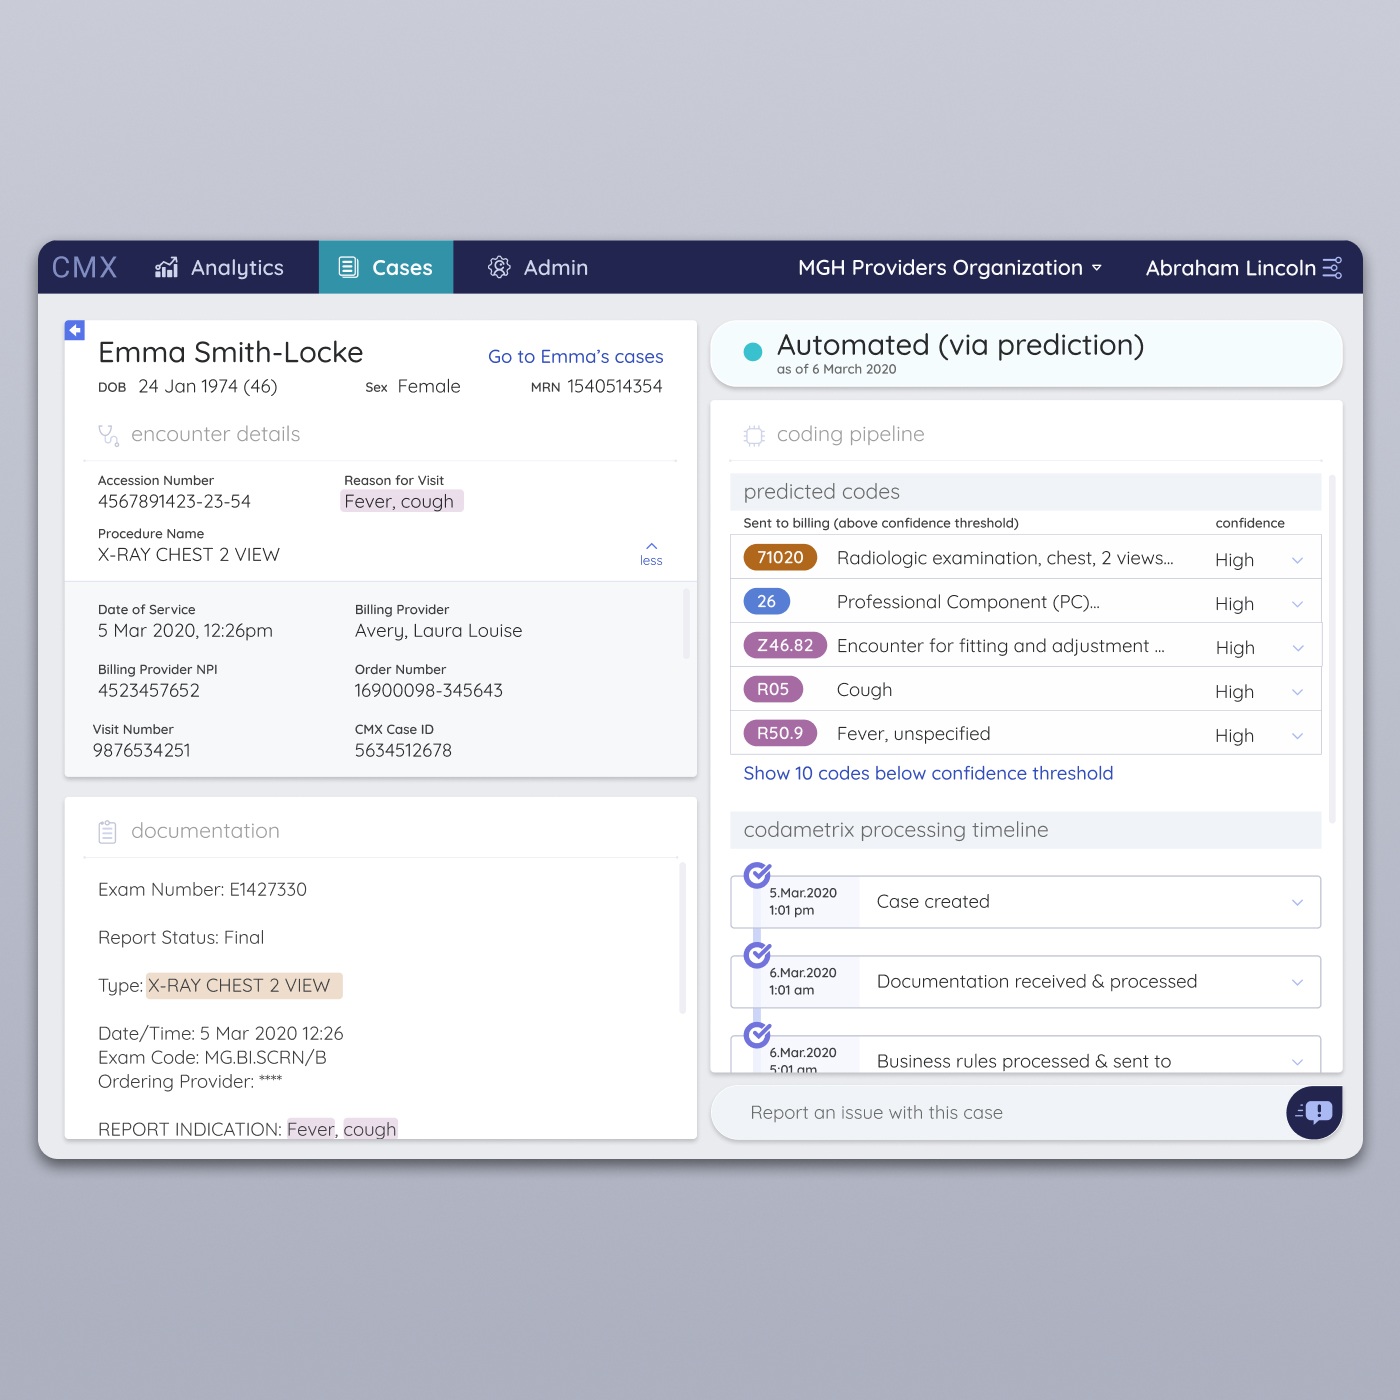 CMX
Analytics
Cases
Admin
MGH Providers Organization
Abraham Lincoln
Emma Smith-Locke
Go to Emma’s cases
DOB 24 Jan 1974 (46)
Sex Female
MRN 1540514354
encounter details
Accession Number
4567891423-23-54
Reason for Visit
Fever, cough
Procedure Name
X-RAY CHEST 2 VIEW
less
Date of Service
5 Mar 2020, 12:26pm
Billing Provider
Avery, Laura Louise
Billing Provider NPI
4523457652
Order Number
16900098-345643
Visit Number
9876534251
CMX Case ID
5634512678
documentation
Exam Number: E1427330
Report Status: Final
Type: X-RAY CHEST 2 VIEW
Date/Time: 5 Mar 2020 12:26
Exam Code: MG.BI.SCRN/B
Ordering Provider: ****
REPORT INDICATION: Fever, cough
Automated (via prediction)
as of 6 March 2020
coding pipeline
predicted codes
Sent to billing (above confidence threshold)
confidence
71020 Radiologic examination, chest, 2 views... High
26 Professional Component (PC)... High
Z46.82 Encounter for fitting and adjustment ... High
R05 Cough High
R50.9 Fever, unspecified High
Show 10 codes below confidence threshold
codametrix processing timeline
5.Mar.2020
1:01 pm
Case created
6.Mar.2020
1:01 am
Documentation received & processed
6.Mar.2020
5:01 am
Business rules processed & sent to
Report an issue with this case